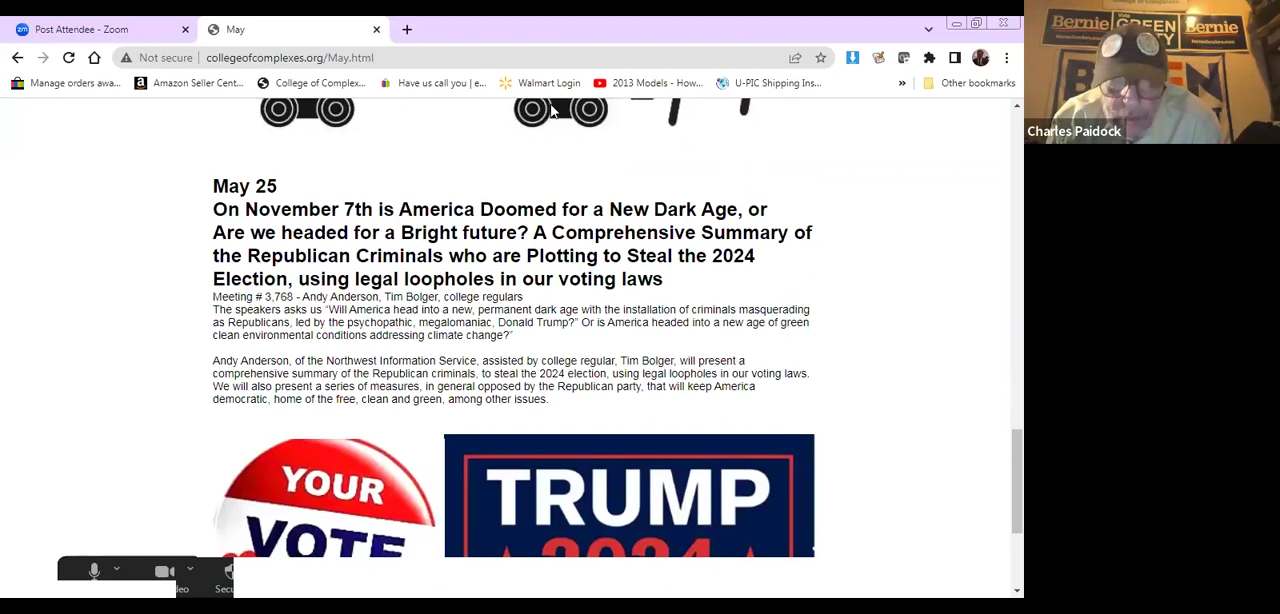 Post Attendee - Zoom
May
Not secure
collegeofcomplexes.org/May.html
Manage orders awa...
Amazon Seller Cent...
College of Complex...
Have us call you | e...
Walmart Login
2013 Models - How...
U-PIC Shipping Ins...
»
Other bookmarks
May 25
On November 7th is America Doomed for a New Dark Age, or
Are we headed for a Bright future? A Comprehensive Summary of
the Republican Criminals who are Plotting to Steal the 2024
Election, using legal loopholes in our voting laws
Meeting # 3,768 - Andy Anderson, Tim Bolger, college regulars
The speakers asks us “Will America head into a new, permanent dark age with the installation of criminals masquerading
as Republicans, led by the psychopathic, megalomaniac, Donald Trump?” Or is America headed into a new age of green
clean environmental conditions addressing climate change?”
Andy Anderson, of the Northwest Information Service, assisted by college regular, Tim Bolger, will present a
comprehensive summary of the Republican criminals, to steal the 2024 election, using legal loopholes in our voting laws.
We will also present a series of measures, in general opposed by the Republican party, that will keep America
democratic, home of the free, clean and green, among other issues.
YOUR
VOTE
TRUMP
2024
deo
Secu
Bernie
Vote
GREEN
Bernie
Charles Paidock